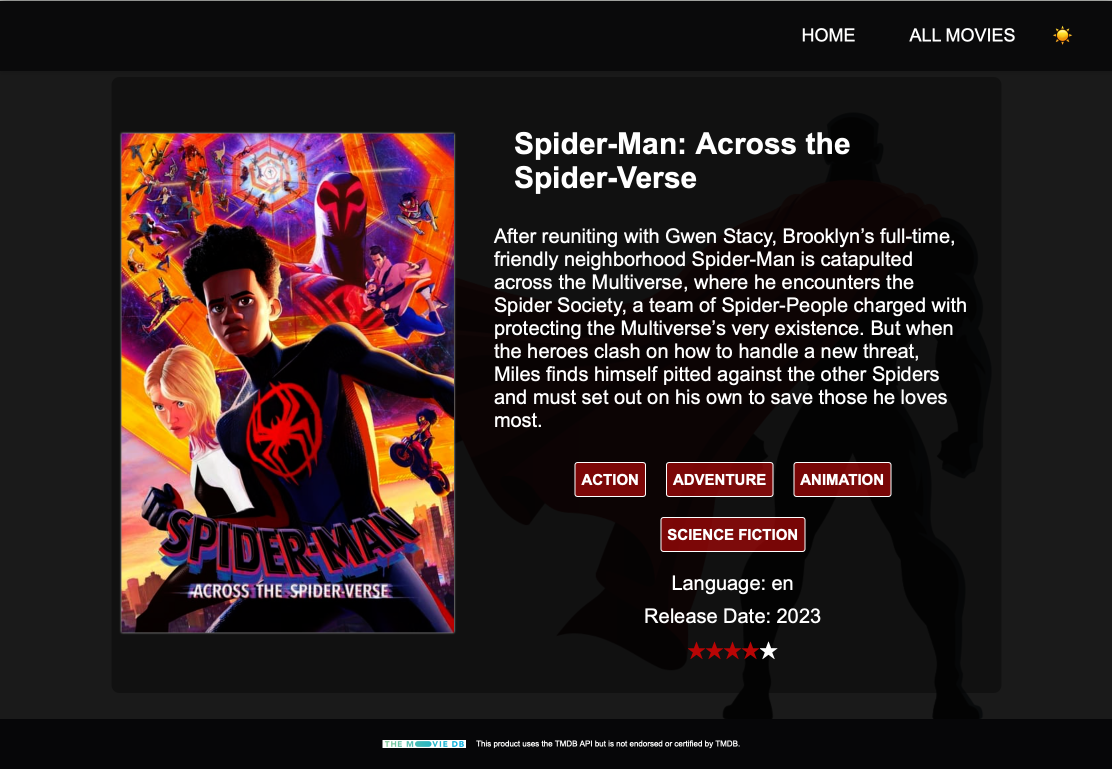 HOME
ALL MOVIES
Spider-Man: Across the
Spider-Verse
After reuniting with Gwen Stacy, Brooklyn’s full-time,
friendly neighborhood Spider-Man is catapulted
across the Multiverse, where he encounters the
Spider Society, a team of Spider-People charged with
protecting the Multiverse’s very existence. But when
the heroes clash on how to handle a new threat,
Miles finds himself pitted against the other Spiders
and must set out on his own to save those he loves
most.
ACTION
ADVENTURE
ANIMATION
SCIENCE FICTION
Language: en
Release Date: 2023
SPIDER-MAN
ACROSS THE SPIDER-VERSE
THE MOVIE DB
This product uses the TMDB API but is not endorsed or certified by TMDB.